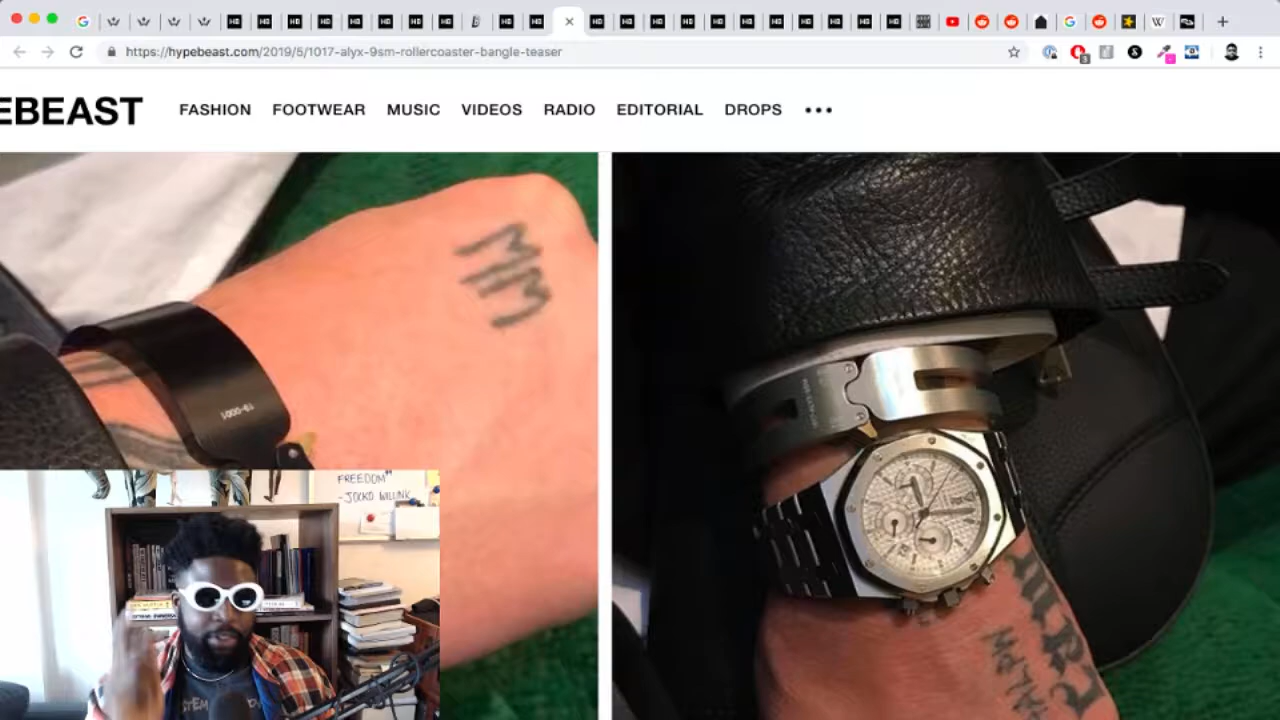 https://hypebeast.com/2019/5/1017-alyx-9sm-rollercoaster-bangle-teaser
EBEAST FASHION FOOTWEAR MUSIC VIDEOS RADIO EDITORIAL DROPS •••
MM
FREEDOM"
-JOCKO WILLINK